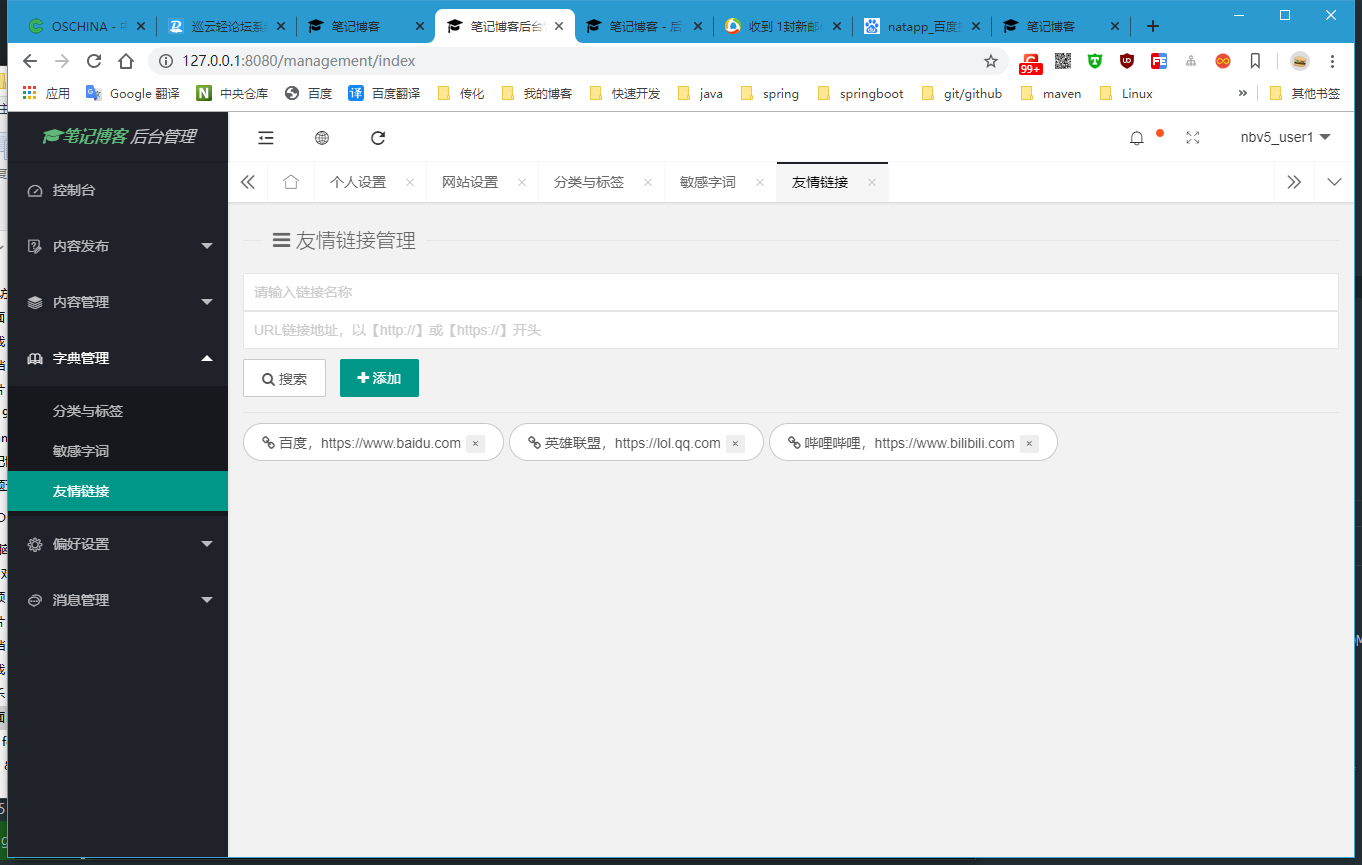 OSCHINA - 中
巡云轻论坛系
笔记博客
笔记博客后台
笔记博客 - 后
收到 1封新邮
natapp_百度
笔记博客
127.0.0.1:8080/management/index
99+
应用
Google 翻译
中央仓库
百度
译 百度翻译
传化
我的博客
快速开发
java
spring
springboot
git/github
maven
Linux
»
其他书签
笔记博客 后台管理
nbv5_user1
个人设置
网站设置
分类与标签
敏感字词
友情链接
控制台
内容发布
内容管理
字典管理
分类与标签
敏感字词
友情链接
偏好设置
消息管理
友情链接管理
请输入链接名称
URL链接地址，以【http://】或【https://】开头
搜索
添加
百度，https://www.baidu.com
英雄联盟，https://lol.qq.com
哔哩哔哩，https://www.bilibili.com